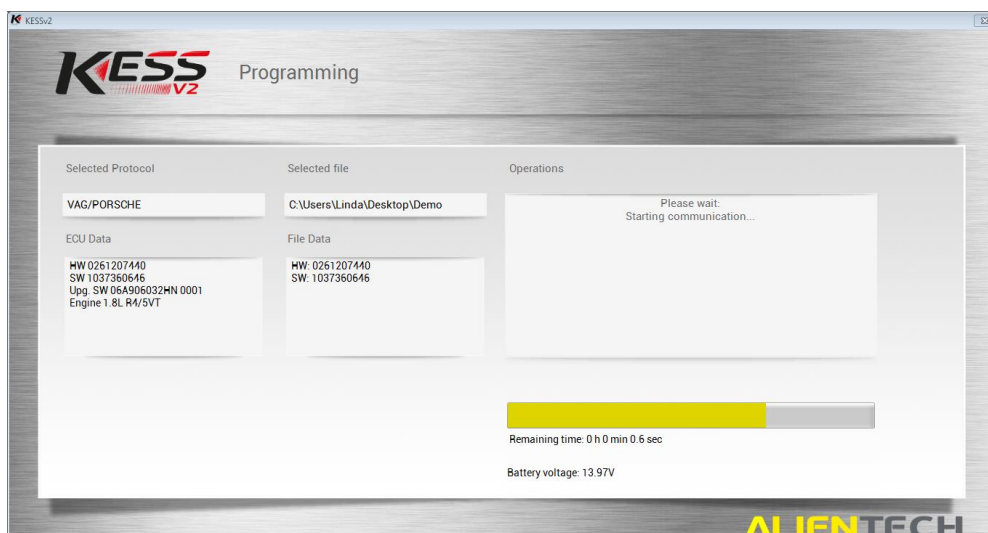 KESSv2
KESS V2
Programming
Selected Protocol
Selected file
Operations
VAG/PORSCHE
C:\Users\Linda\Desktop\Demo
Please wait:
Starting communication...
ECU Data
File Data
HW 0261207440
SW 1037360646
Upg. SW 06A906032HN 0001
Engine 1.8L R4/5VT
HW: 0261207440
SW: 1037360646
Remaining time: 0 h 0 min 0.6 sec
Battery voltage: 13.97V
ALIENTECH